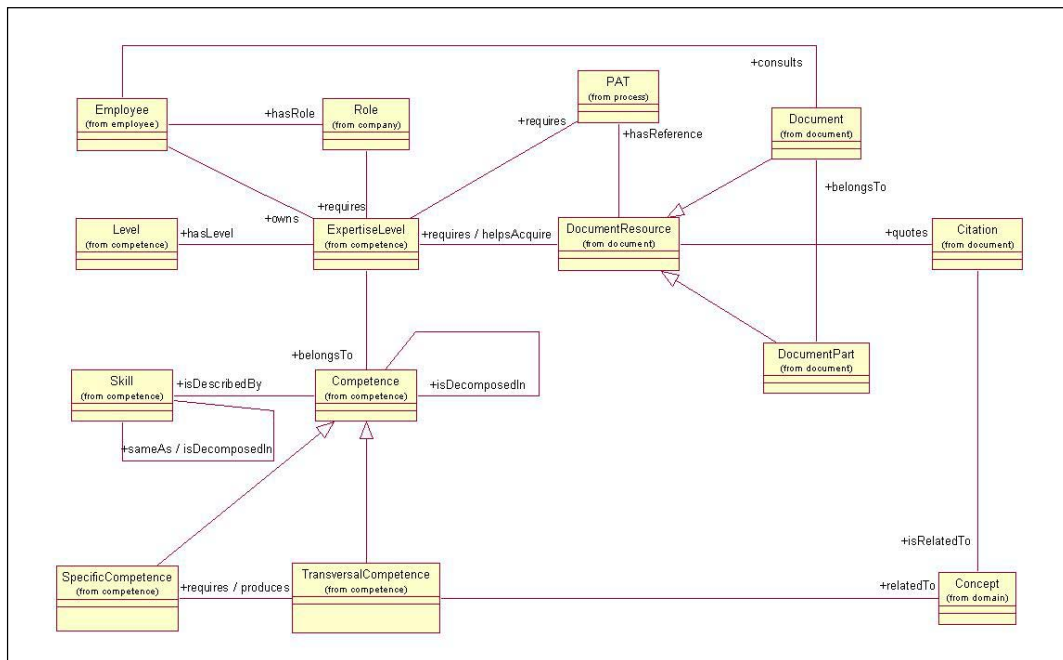 +consults
PAT
(from process)
Employee
(from employee)
+hasRole
Role
(from company)
+requires
+hasReference
Document
(from document)
+belongsTo
+owns
+requires
Level
(from competence)
+hasLevel
ExpertiseLevel
(from competence)
+requires / helpsAcquire
DocumentResource
(from document)
+quotes
Citation
(from document)
+belongsTo
DocumentPart
(from document)
Skill
(from competence)
+isDescribedBy
Competence
(from competence)
+isDecomposedIn
+sameAs / isDecomposedIn
+isRelatedTo
SpecificCompetence
(from competence)
+requires / produces
TransversalCompetence
(from competence)
+relatedTo
Concept
(from domain)